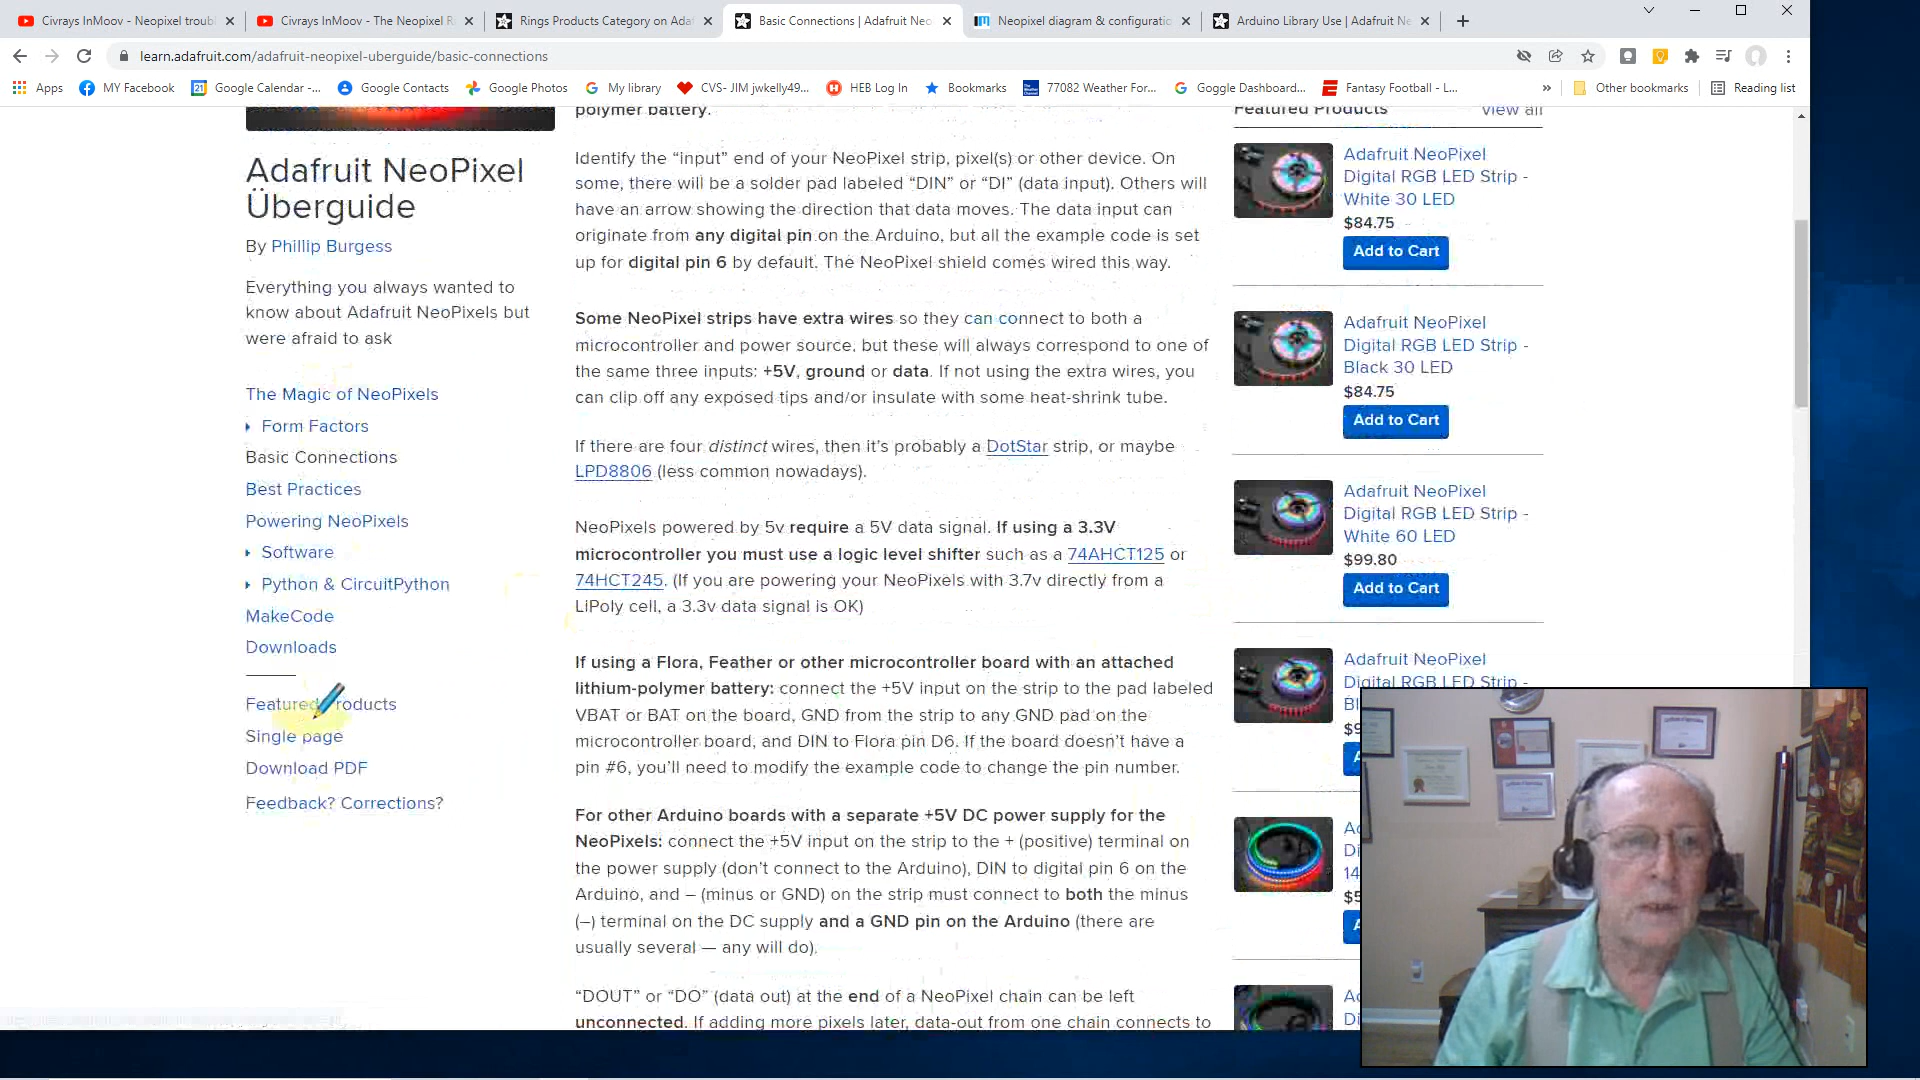 Civrays InMoov - Neopixel troubl
Civrays InMoov - The Neopixel R
Rings Products Category on Adaf
Basic Connections | Adafruit Neo
Neopixel diagram & configuratio
Arduino Library Use | Adafruit Ne
learn.adafruit.com/adafruit-neopixel-uberguide/basic-connections
Apps
MY Facebook
Google Calendar -...
Google Contacts
Google Photos
My library
CVS- JIM jwkelly49...
HEB Log In
Bookmarks
77082 Weather For...
Goggle Dashboard...
Fantasy Football - L...
»
Other bookmarks
Reading list
Adafruit NeoPixel
Überguide
By Phillip Burgess
Everything you always wanted to
know about Adafruit NeoPixels but
were afraid to ask
The Magic of NeoPixels
Form Factors
Basic Connections
Best Practices
Powering NeoPixels
Software
Python & CircuitPython
MakeCode
Downloads
Featured Products
Single page
Download PDF
Feedback? Corrections?
polymer battery.
Identify the “input” end of your NeoPixel strip, pixel(s) or other device. On
some, there will be a solder pad labeled “DIN” or “DI” (data input). Others will
have an arrow showing the direction that data moves. The data input can
originate from any digital pin on the Arduino, but all the example code is set
up for digital pin 6 by default. The NeoPixel shield comes wired this way.
Some NeoPixel strips have extra wires so they can connect to both a
microcontroller and power source, but these will always correspond to one of
the same three inputs: +5V, ground or data. If not using the extra wires, you
can clip off any exposed tips and/or insulate with some heat-shrink tube.
If there are four distinct wires, then it’s probably a DotStar strip, or maybe
LPD8806 (less common nowadays).
NeoPixels powered by 5v require a 5V data signal. If using a 3.3V
microcontroller you must use a logic level shifter such as a 74AHCT125 or
74HCT245. (If you are powering your NeoPixels with 3.7v directly from a
LiPoly cell, a 3.3v data signal is OK)
If using a Flora, Feather or other microcontroller board with an attached
lithium-polymer battery: connect the +5V input on the strip to the pad labeled
VBAT or BAT on the board, GND from the strip to any GND pad on the
microcontroller board, and DIN to Flora pin D6. If the board doesn’t have a
pin #6, you’ll need to modify the example code to change the pin number.
For other Arduino boards with a separate +5V DC power supply for the
NeoPixels: connect the +5V input on the strip to the + (positive) terminal on
the power supply (don’t connect to the Arduino), DIN to digital pin 6 on the
Arduino, and – (minus or GND) on the strip must connect to both the minus
(–) terminal on the DC supply and a GND pin on the Arduino (there are
usually several — any will do).
“DOUT” or “DO” (data out) at the end of a NeoPixel chain can be left
unconnected. If adding more pixels later, data-out from one chain connects to
Featured Products View all
Adafruit NeoPixel
Digital RGB LED Strip -
White 30 LED
$84.75
Add to Cart
Adafruit NeoPixel
Digital RGB LED Strip -
Black 30 LED
$84.75
Add to Cart
Adafruit NeoPixel
Digital RGB LED Strip -
White 60 LED
$99.80
Add to Cart
Adafruit NeoPixel
Digital RGB LED Strip -